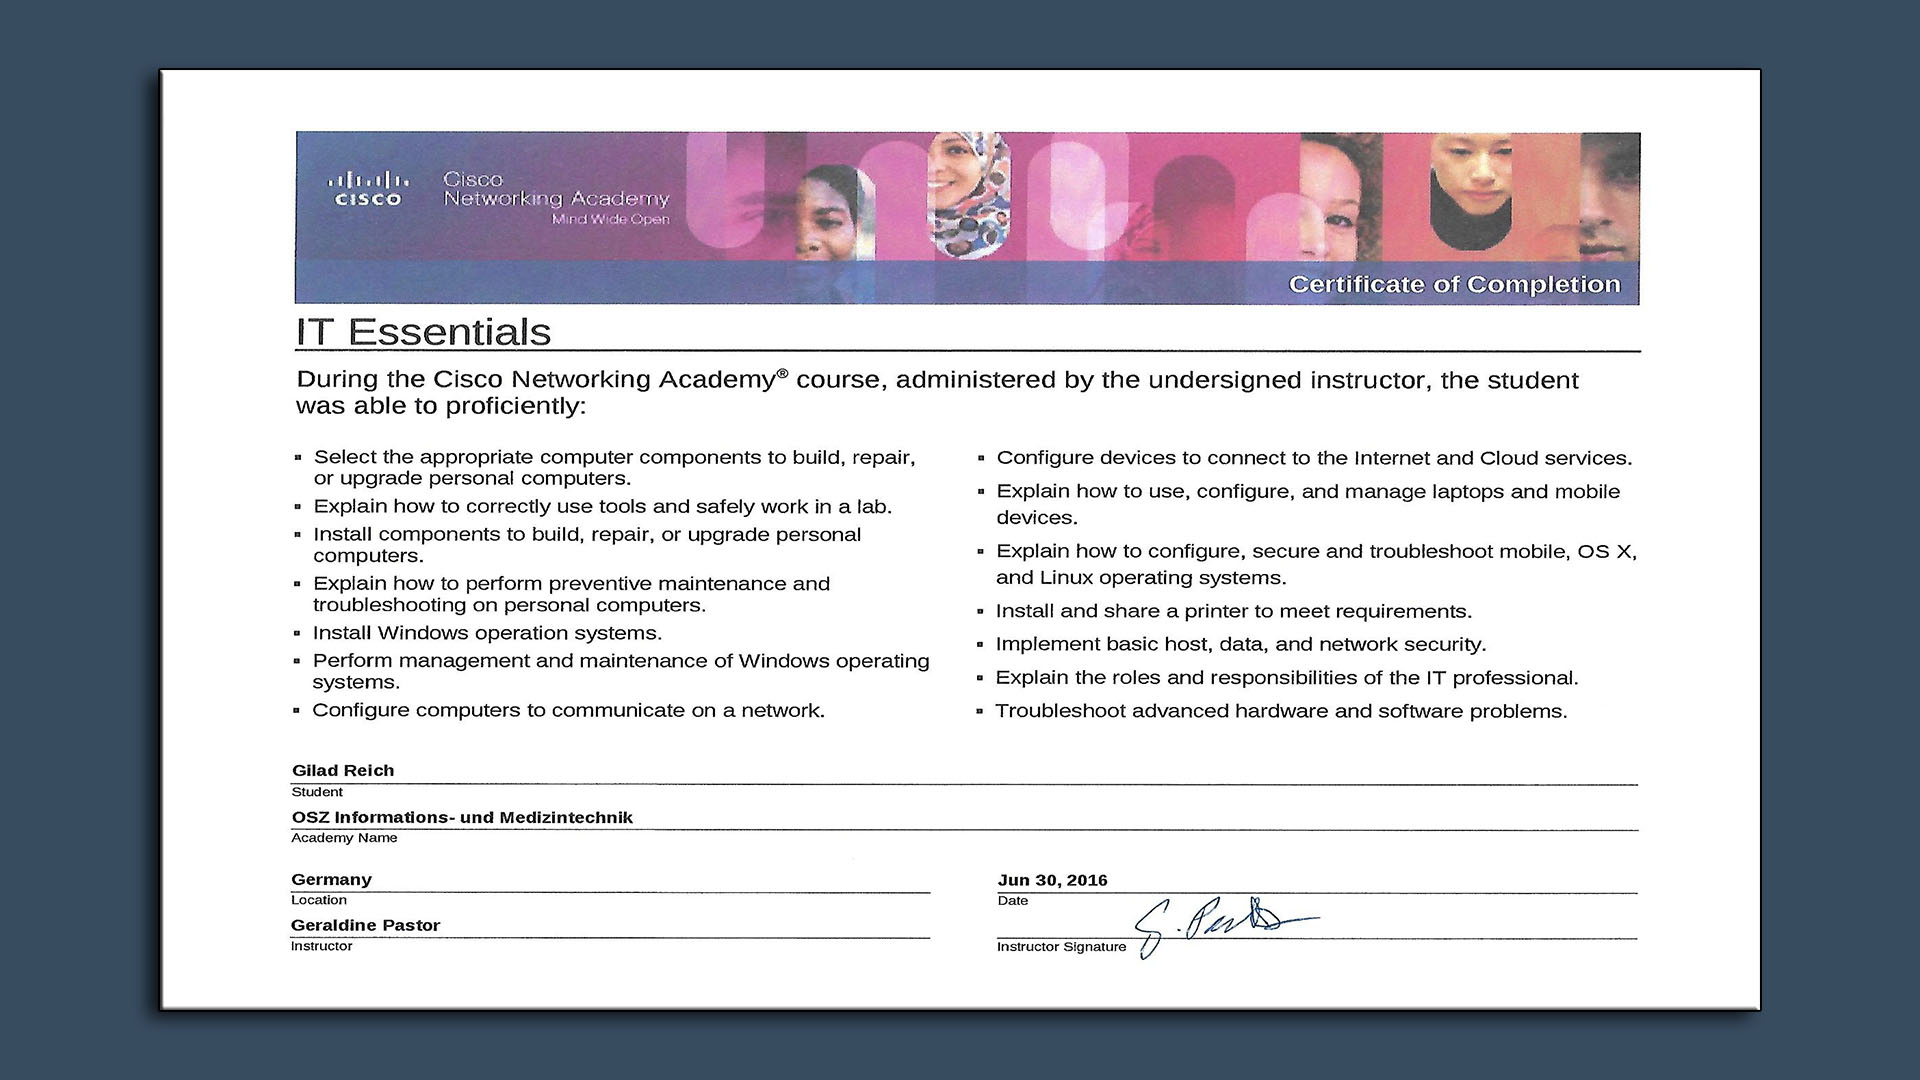 CISCO
Cisco
Networking Academy
Mind Wide Open
Certificate of Completion
IT Essentials
During the Cisco Networking Academy® course, administered by the undersigned instructor, the student
was able to proficiently:
▪ Select the appropriate computer components to build, repair,
or upgrade personal computers.
▪ Explain how to correctly use tools and safely work in a lab.
▪ Install components to build, repair, or upgrade personal
computers.
▪ Explain how to perform preventive maintenance and
troubleshooting on personal computers.
▪ Install Windows operation systems.
▪ Perform management and maintenance of Windows operating
systems.
▪ Configure computers to communicate on a network.
▪ Configure devices to connect to the Internet and Cloud services.
▪ Explain how to use, configure, and manage laptops and mobile
devices.
▪ Explain how to configure, secure and troubleshoot mobile, OS X,
and Linux operating systems.
▪ Install and share a printer to meet requirements.
▪ Implement basic host, data, and network security.
▪ Explain the roles and responsibilities of the IT professional.
▪ Troubleshoot advanced hardware and software problems.
Gilad Reich
Student
OSZ Informations- und Medizintechnik
Academy Name
Germany
Location
Jun 30, 2016
Date
Geraldine Pastor
Instructor
G. Pastor
Instructor Signature